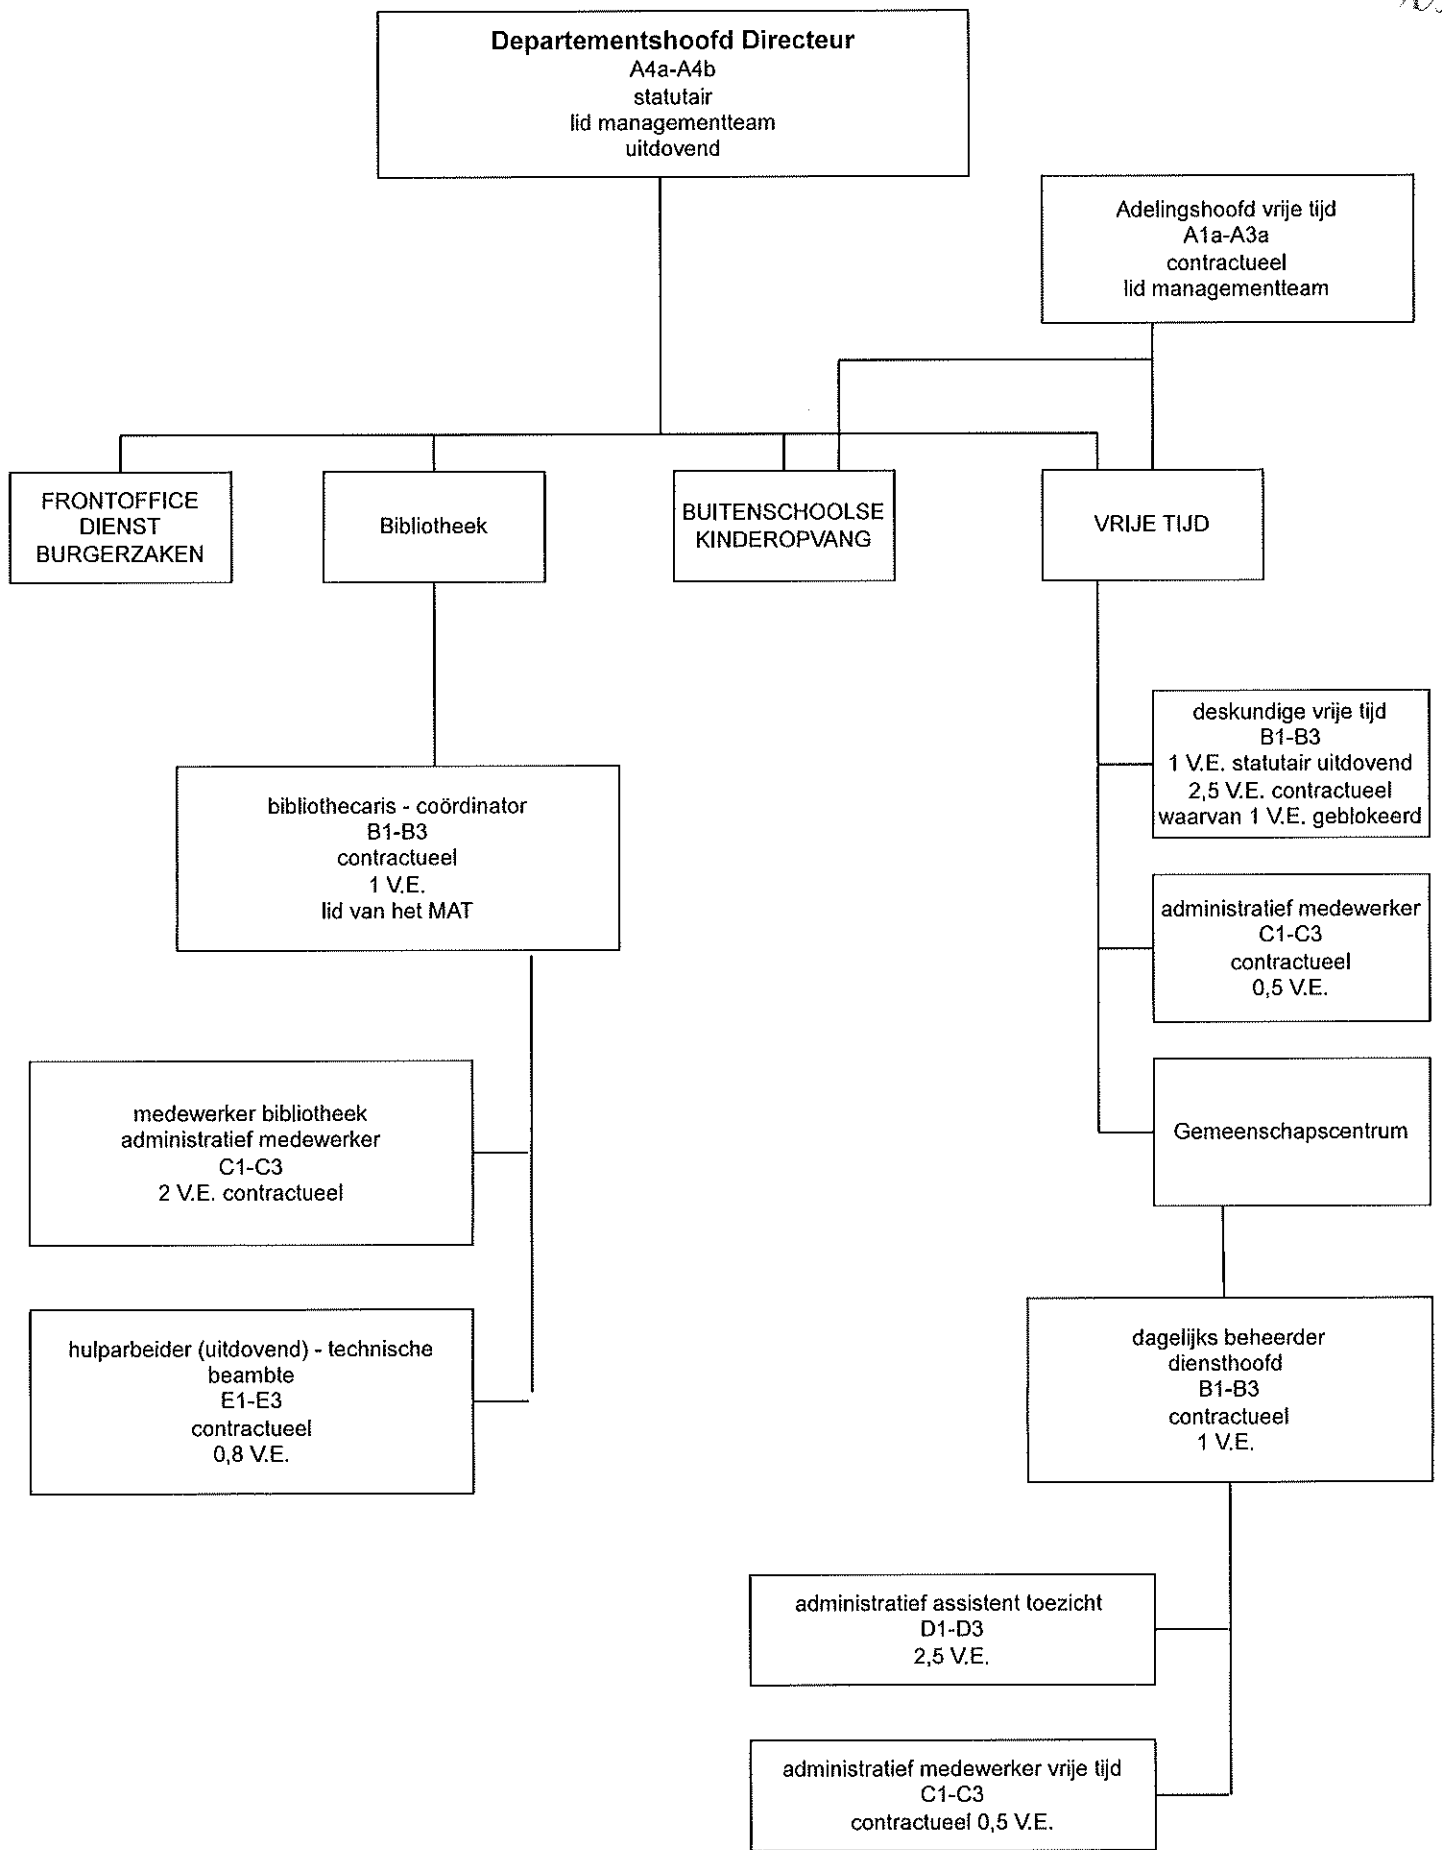 Departementshoofd Directeur
A4a-A4b
statutair
lid managementteam
uitdovend
Adelingshoofd vrije tijd
A1a-A3a
contractueel
lid managementteam
FRONTOFFICE
DIENST
BURGERZAKEN
Bibliotheek
BUITENSCHOOLSE
KINDEROPVANG
VRIJE TIJD
deskundige vrije tijd
B1-B3
1 V.E. statutair uitdovend
2,5 V.E. contractueel
waarvan 1 V.E. geblokeerd
bibliothecaris - coördinator
B1-B3
contractueel
1 V.E.
lid van het MAT
administratief medewerker
C1-C3
contractueel
0,5 V.E.
medewerker bibliotheek
administratief medewerker
C1-C3
2 V.E. contractueel
Gemeenschapscentrum
hulparbeider (uitdovend) - technische
beambte
E1-E3
contractueel
0,8 V.E.
dagelijks beheerder
diensthoofd
B1-B3
contractueel
1 V.E.
administratief assistent toezicht
D1-D3
2,5 V.E.
administratief medewerker vrije tijd
C1-C3
contractueel 0,5 V.E.